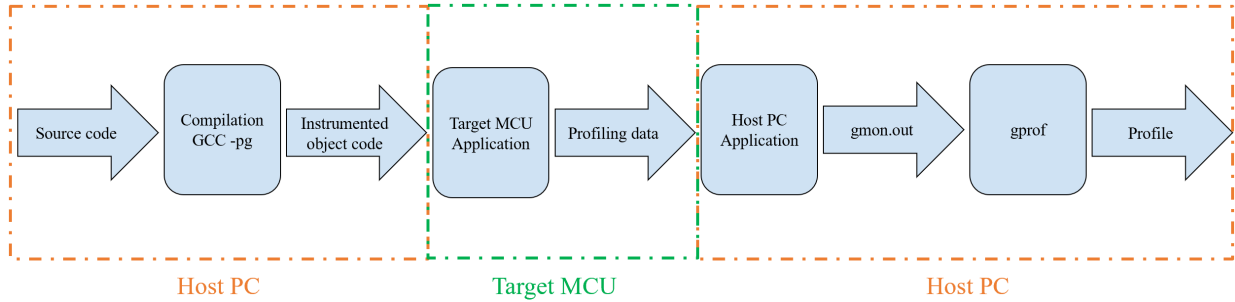 Source code
Compilation
GCC -pg
Instrumented
object code
Target MCU
Application
Profiling data
Host PC
Application
gmon.out
gprof
Profile
Host PC
Target MCU
Host PC